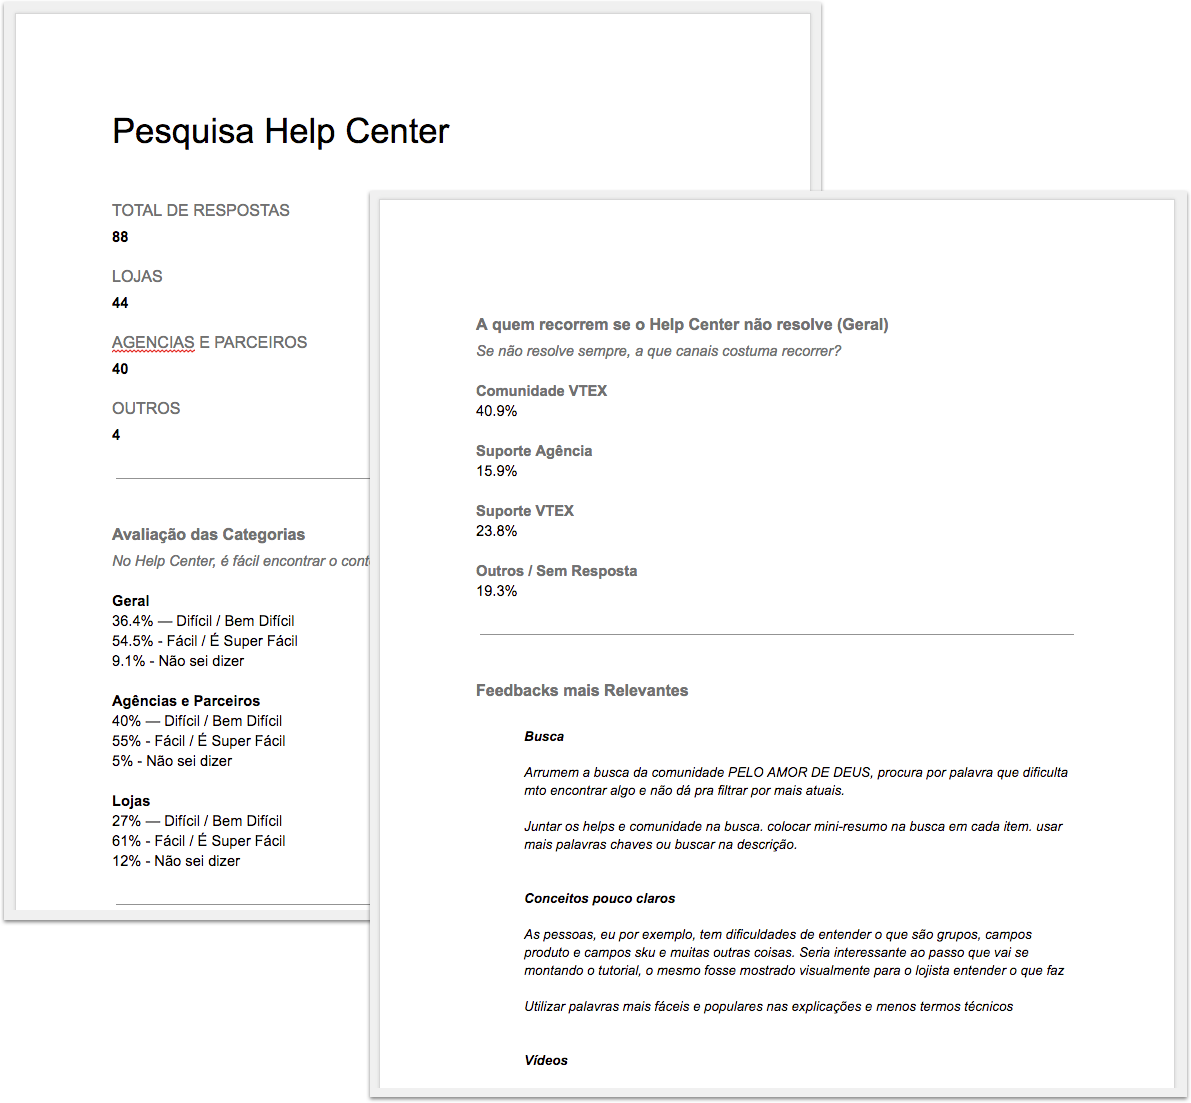 Pesquisa Help Center
TOTAL DE RESPOSTAS
88
LOJAS
44
AGENCIAS E PARCEIROS
40
OUTROS
4
Avaliação das Categorias
No Help Center, é fácil encontrar o
Geral
36.4% — Difícil / Bem Difícil
54.5% - Fácil / É Super Fácil
9.1% - Não sei dizer
Agências e Parceiros
40% — Difícil / Bem Difícil
55% - Fácil / É Super Fácil
5% - Não sei dizer
Lojas
27% — Difícil / Bem Difícil
61% - Fácil / É Super Fácil
12% - Não sei dizer
A quem recorrem se o Help Center não resolve (Geral)
Se não resolve sempre, a que canais costuma recorrer?
Comunidade VTEX
40.9%
Suporte Agência
15.9%
Suporte VTEX
23.8%
Outros / Sem Resposta
19.3%
Feedbacks mais Relevantes
Busca
Arrumem a busca da comunidade PELO AMOR DE DEUS, procura por palavra que dificulta
mto encontrar algo e não dá pra filtrar por mais atuais.
Juntar os helps e comunidade na busca. colocar mini-resumo na busca em cada item. usar
mais palavras chaves ou buscar na descrição.
Conceitos pouco claros
As pessoas, eu por exemplo, tem dificuldades de entender o que são grupos, campos
produto e campos sku e muitas outras coisas. Seria interessante ao passo que vai se
montando o tutorial, o mesmo fosse mostrado visualmente para o lojista entender o que faz
Utilizar palavras mais fáceis e populares nas explicações e menos termos técnicos
Vídeos